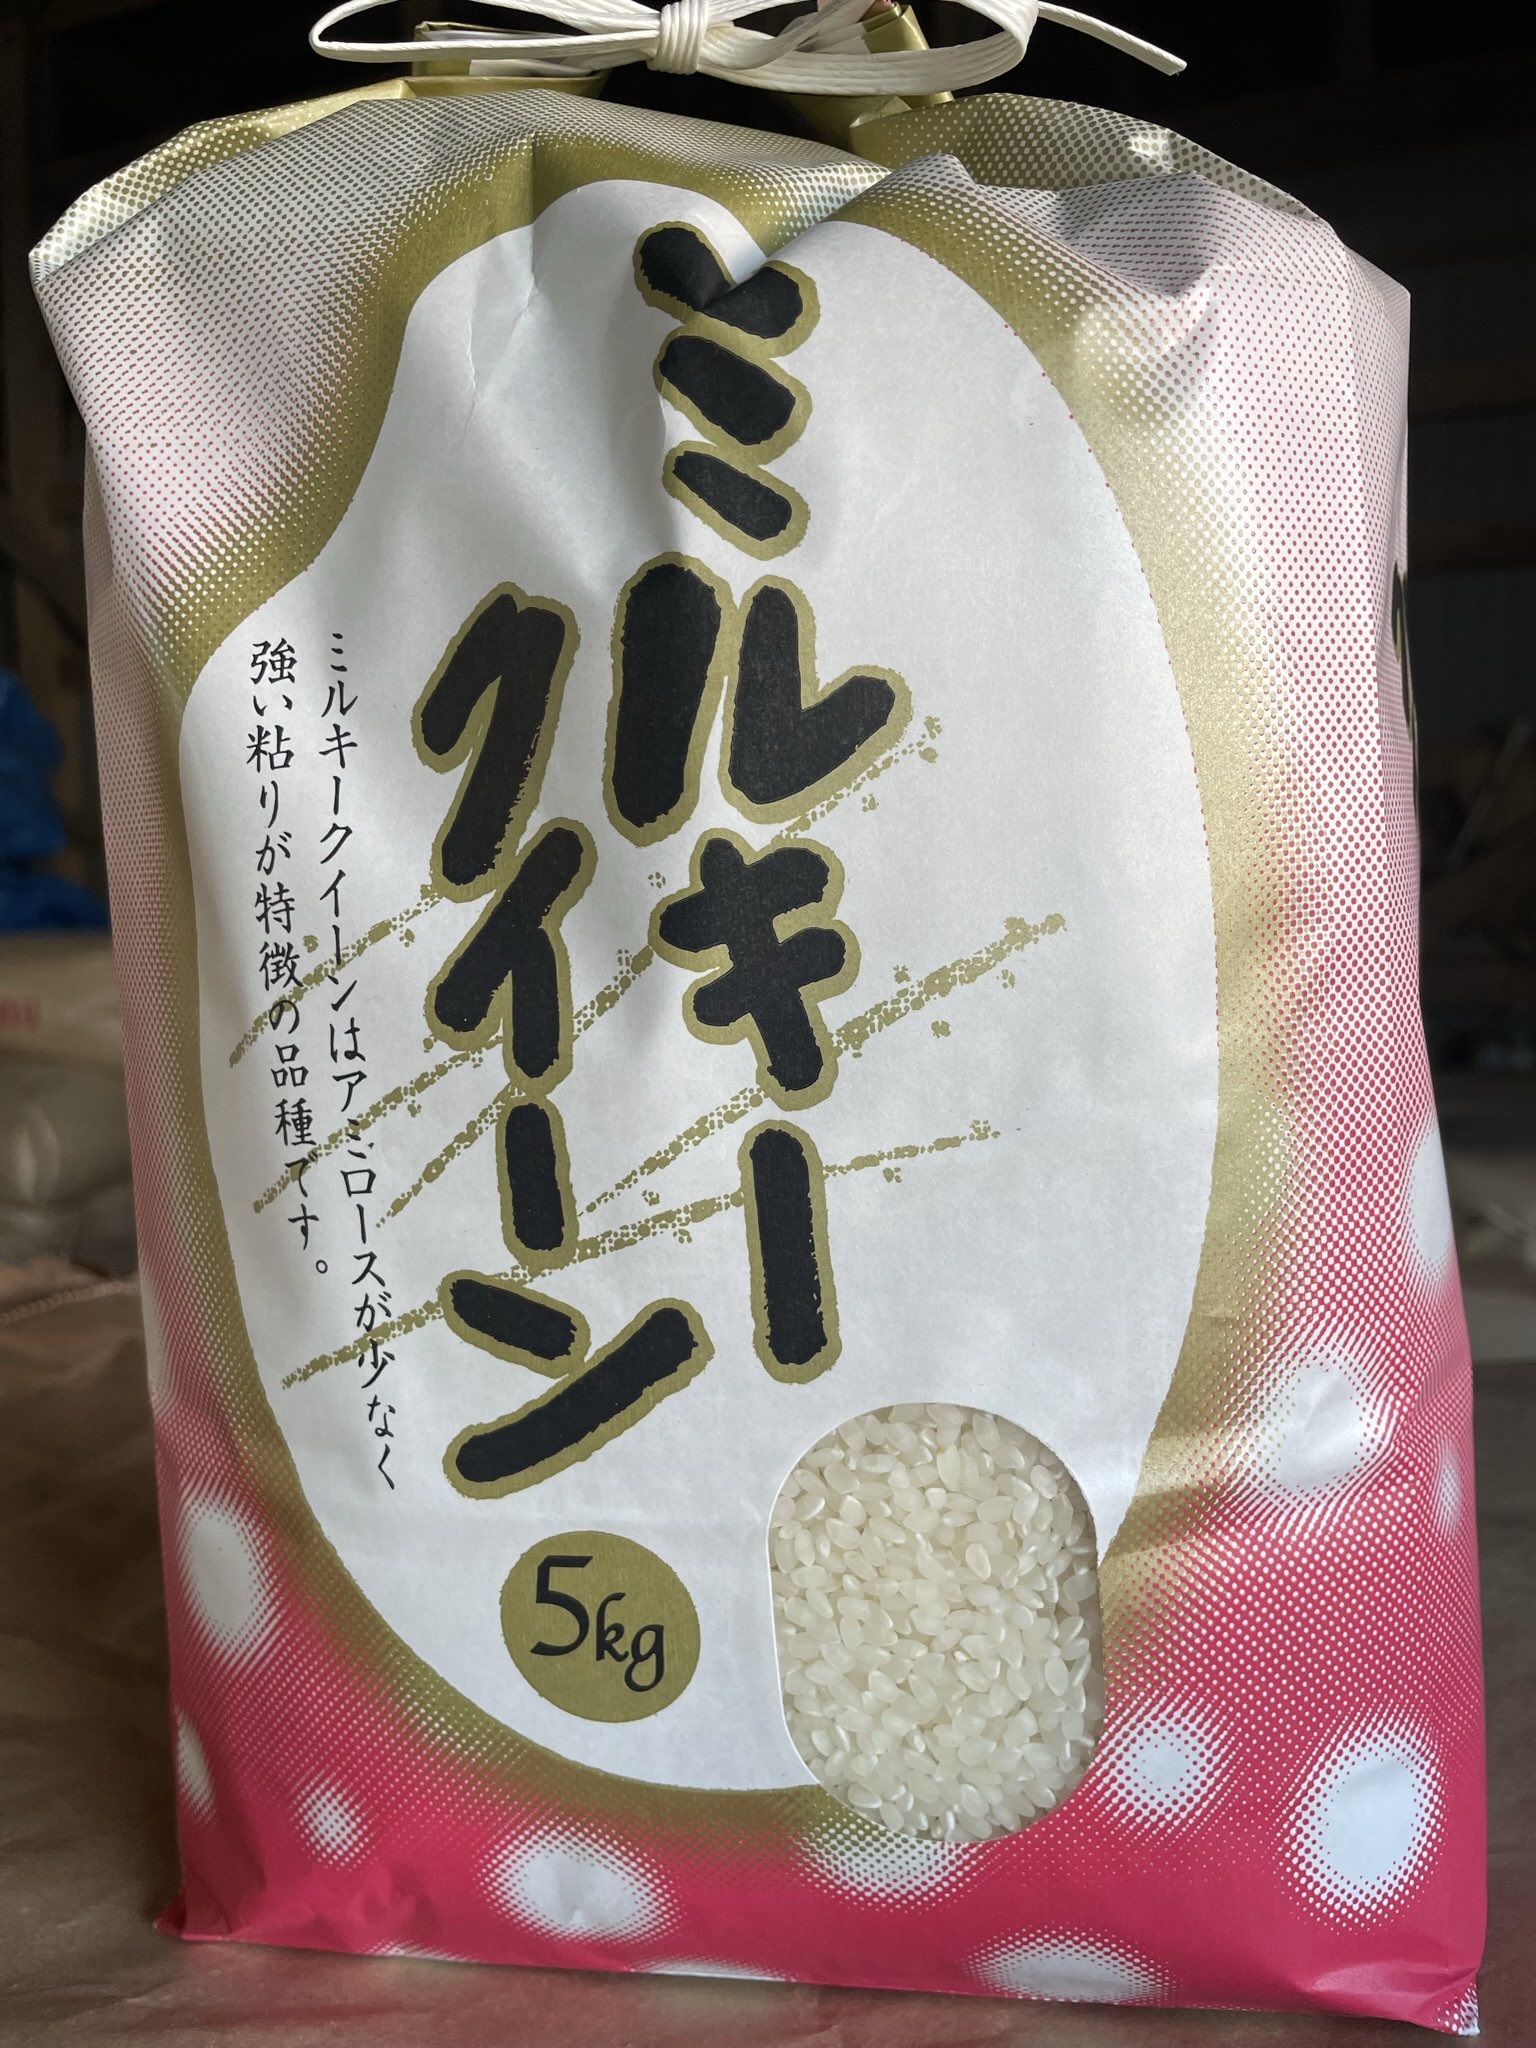 ミルキー
クイーン
ミルキークイーンはアミロースが少なく
強い粘りが特徴の品種です。
5kg